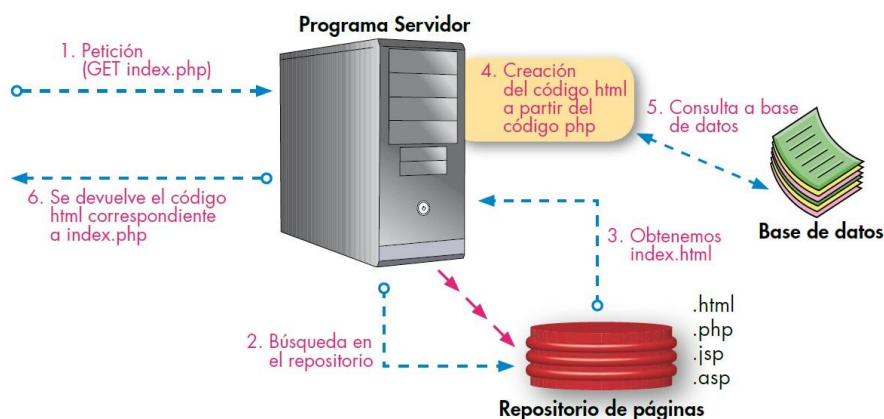 Programa Servidor
1. Petición
(GET index.php)
4. Creación
del código html
a partir del
código php
5. Consulta a base
de datos
6. Se devuelve el código
html correspondiente
a index.php
3. Obtenemos
index.html
Base de datos
2. Búsqueda en
el repositorio
.html
.php
.jsp
.asp
Repositorio de páginas